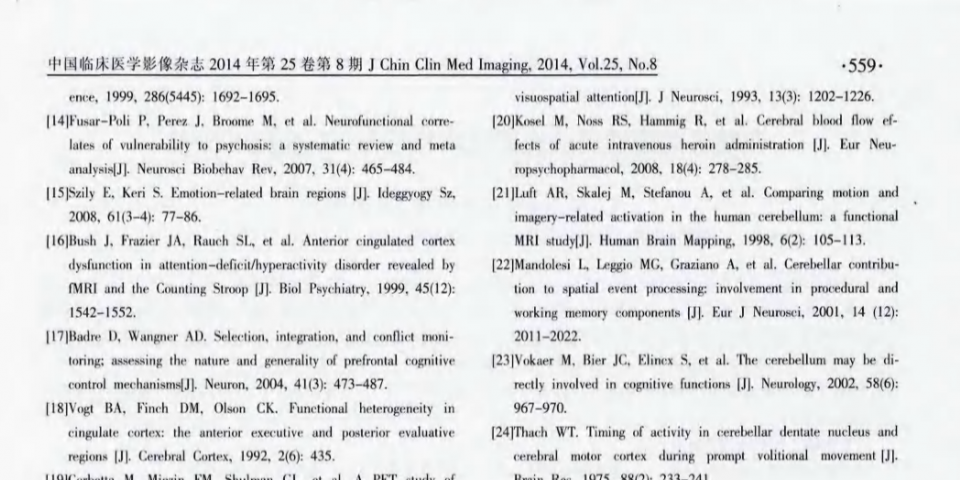 中国临床医学影像杂志 2014 年第 25 卷第 8 期 J Chin Clin Med Imaging, 2014, Vol.25, No.8
·559·
ence, 1999, 286(5445): 1692-1695.
[14]Fusar-Poli P, Perez J, Broome M, et al. Neurofunctional corre-
lates of vulnerability to psychosis: a systematic review and meta
analysis[J]. Neurosci Biobehav Rev, 2007, 31(4): 465-484.
[15]Szily E, Keri S. Emotion-related brain regions [J]. Ideggyogy Sz,
2008, 61(3-4): 77-86.
[16]Bush J, Frazier JA, Rauch SL, et al. Anterior cingulated cortex
dysfunction in attention-deficit/hyperactivity disorder revealed by
fMRI and the Counting Stroop [J]. Biol Psychiatry, 1999, 45(12):
1542-1552.
[17]Badre D, Wangner AD. Selection, integration, and conflict moni-
toring; assessing the nature and generality of prefrontal cognitive
control mechanisms[J]. Neuron, 2004, 41(3): 473-487.
[18]Vogt BA, Finch DM, Olson CK. Functional heterogeneity in
cingulate cortex: the anterior executive and posterior evaluative
regions [J]. Cerebral Cortex, 1992, 2(6): 435.
[19]Corbetta M, Miezin FM, Shulman GL, et al. A PET study of
visuospatial attention[J]. J Neurosci, 1993, 13(3): 1202-1226.
[20]Kosel M, Noss RS, Hammig R, et al. Cerebral blood flow ef-
fects of acute intravenous heroin administration [J]. Eur Neu-
ropsychopharmacol, 2008, 18(4): 278-285.
[21]Luft AR, Skalej M, Stefanou A, et al. Comparing motion and
imagery-related activation in the human cerebellum: a functional
MRI study[J]. Human Brain Mapping, 1998, 6(2): 105-113.
[22]Mandolesi L, Leggio MG, Graziano A, et al. Cerebellar contribu-
tion to spatial event processing: involvement in procedural and
working memory components [J]. Eur J Neurosci, 2001, 14 (12):
2011-2022.
[23]Vokaer M, Bier JC, Elincx S, et al. The cerebellum may be di-
rectly involved in cognitive functions [J]. Neurology, 2002, 58(6):
967-970.
[24]Thach WT. Timing of activity in cerebellar dentate nucleus and
cerebral motor cortex during prompt volitional movement [J].
Brain Res, 1975, 88(2): 233-241.